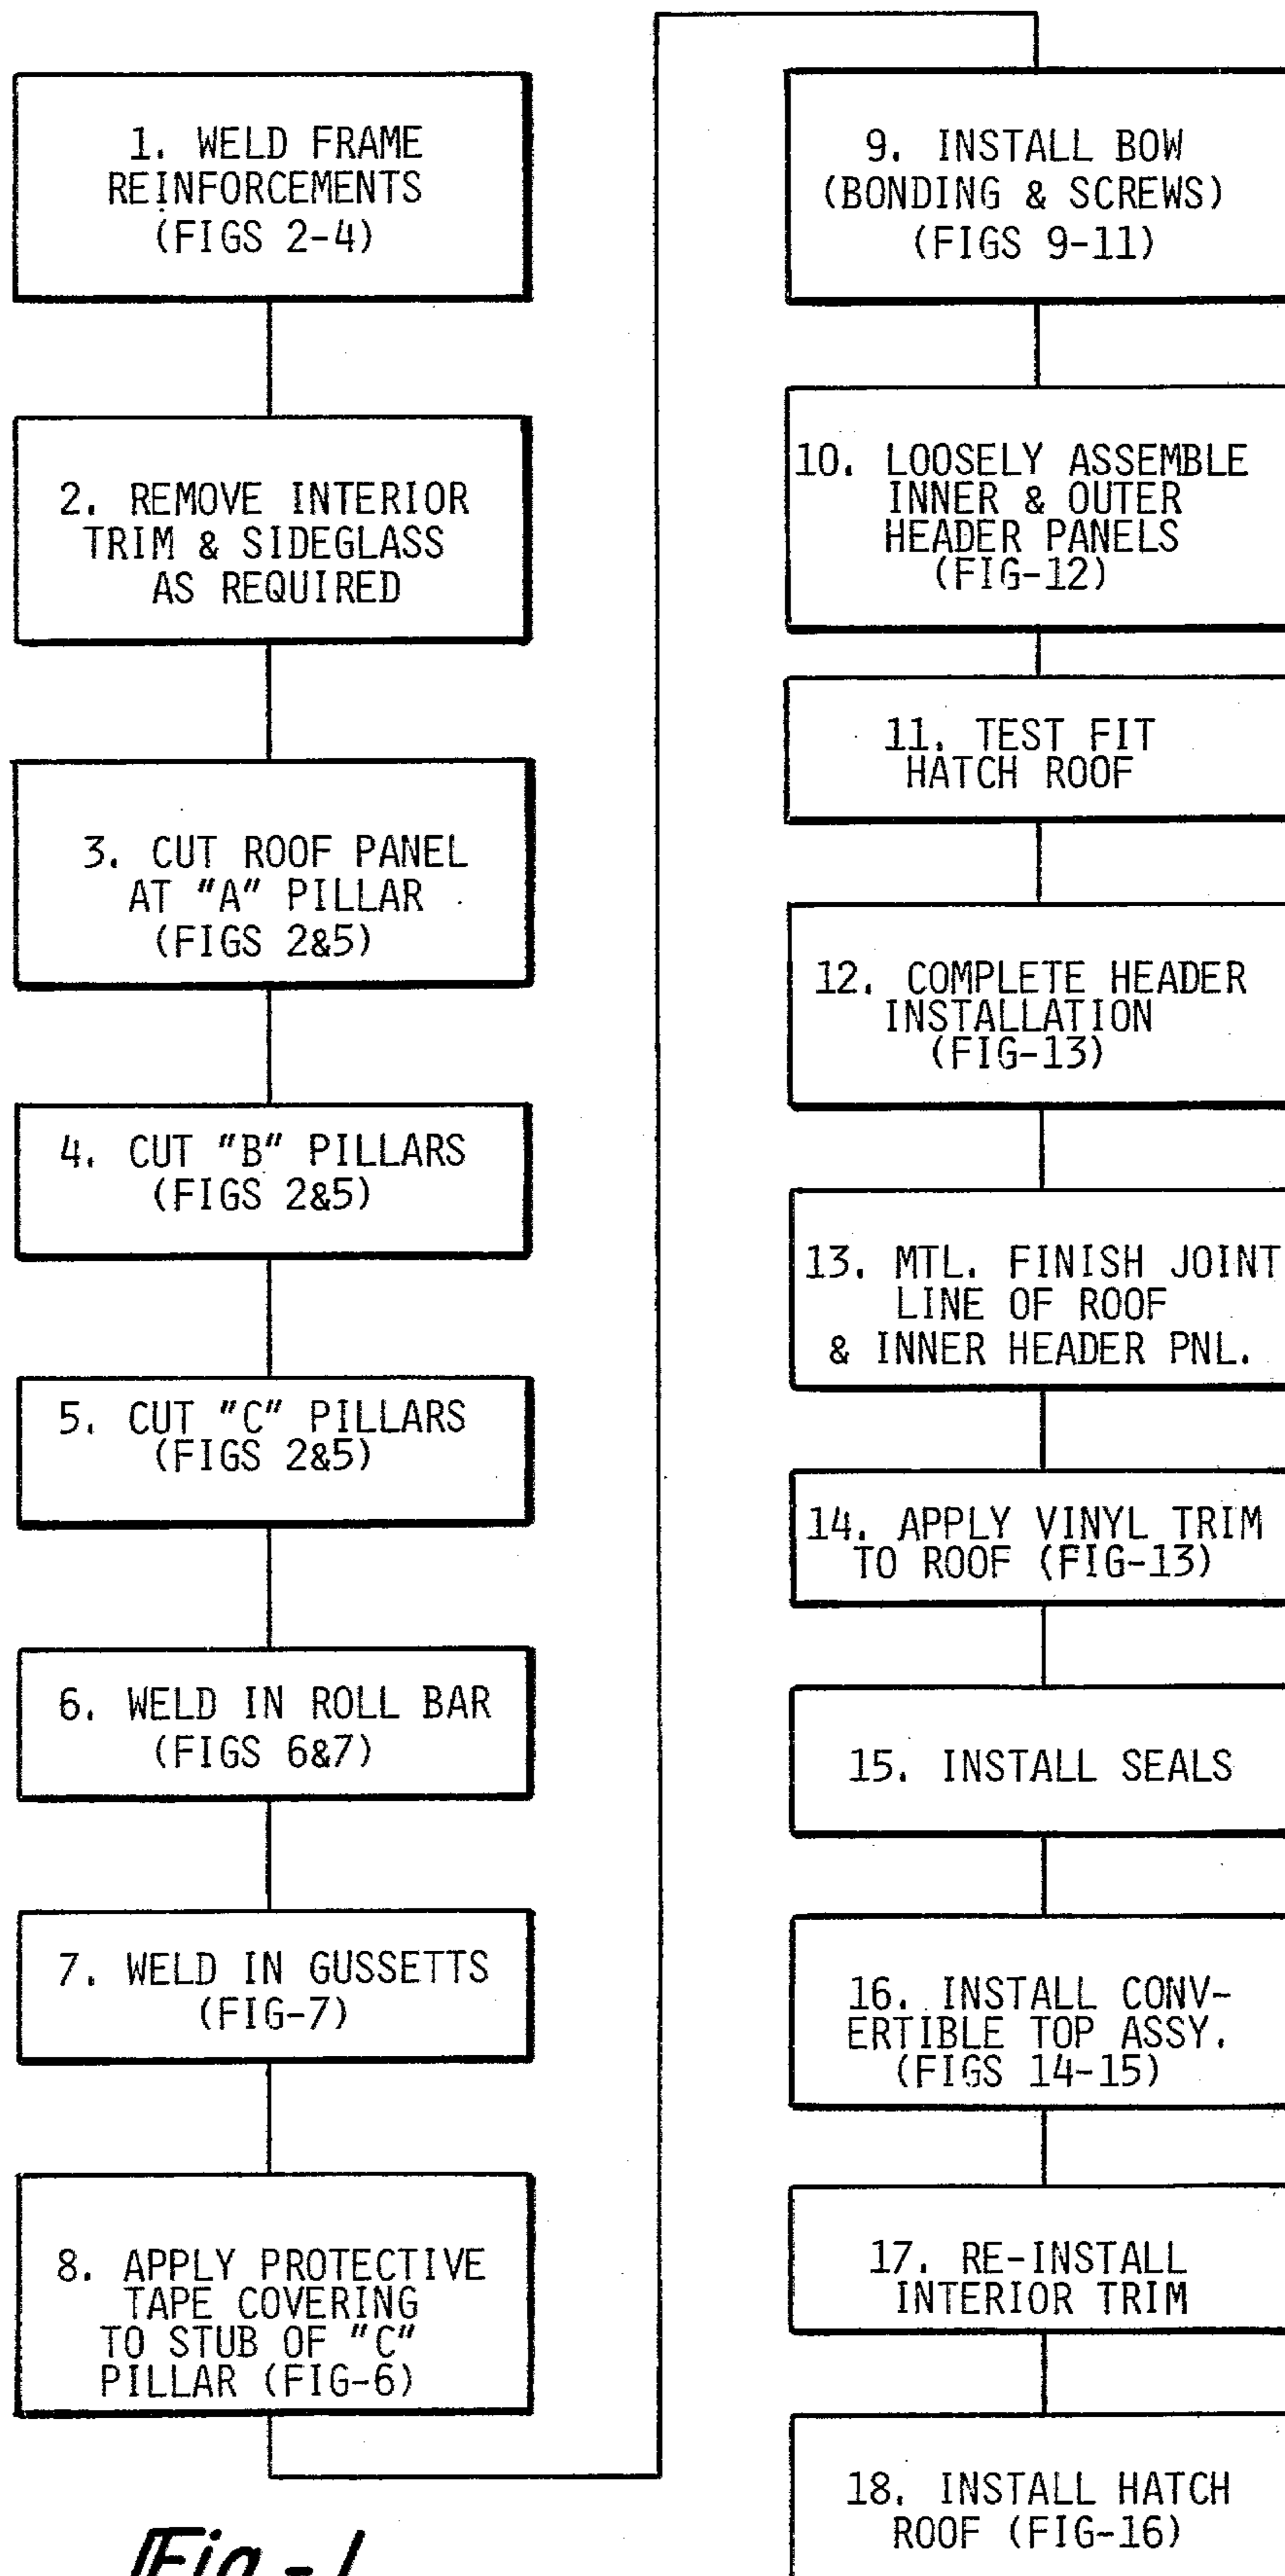 1. WELD FRAME
REINFORCEMENTS
(FIGS 2-4)
2. REMOVE INTERIOR
TRIM & SIDEGLASS
AS REQUIRED
3. CUT ROOF PANEL
AT "A" PILLAR
(FIGS 2&5)
4. CUT "B" PILLARS
(FIGS 2&5)
5. CUT "C" PILLARS
(FIGS 2&5)
6. WELD IN ROLL BAR
(FIGS 6&7)
7. WELD IN GUSSETTS
(FIG-7)
8. APPLY PROTECTIVE
TAPE COVERING
TO STUB OF "C"
PILLAR (FIG-6)
9. INSTALL BOW
(BONDING & SCREWS)
(FIGS 9-11)
10. LOOSELY ASSEMBLE
INNER & OUTER
HEADER PANELS
(FIG-12)
11. TEST FIT
HATCH ROOF
12. COMPLETE HEADER
INSTALLATION
(FIG-13)
13. MTL. FINISH JOINT
LINE OF ROOF
& INNER HEADER PNL.
14. APPLY VINYL TRIM
TO ROOF (FIG-13)
15. INSTALL SEALS
16. INSTALL CONV-
ERTIBLE TOP ASSY.
(FIGS 14-15)
17. RE-INSTALL
INTERIOR TRIM
18. INSTALL HATCH
ROOF (FIG-16)
Fig-1